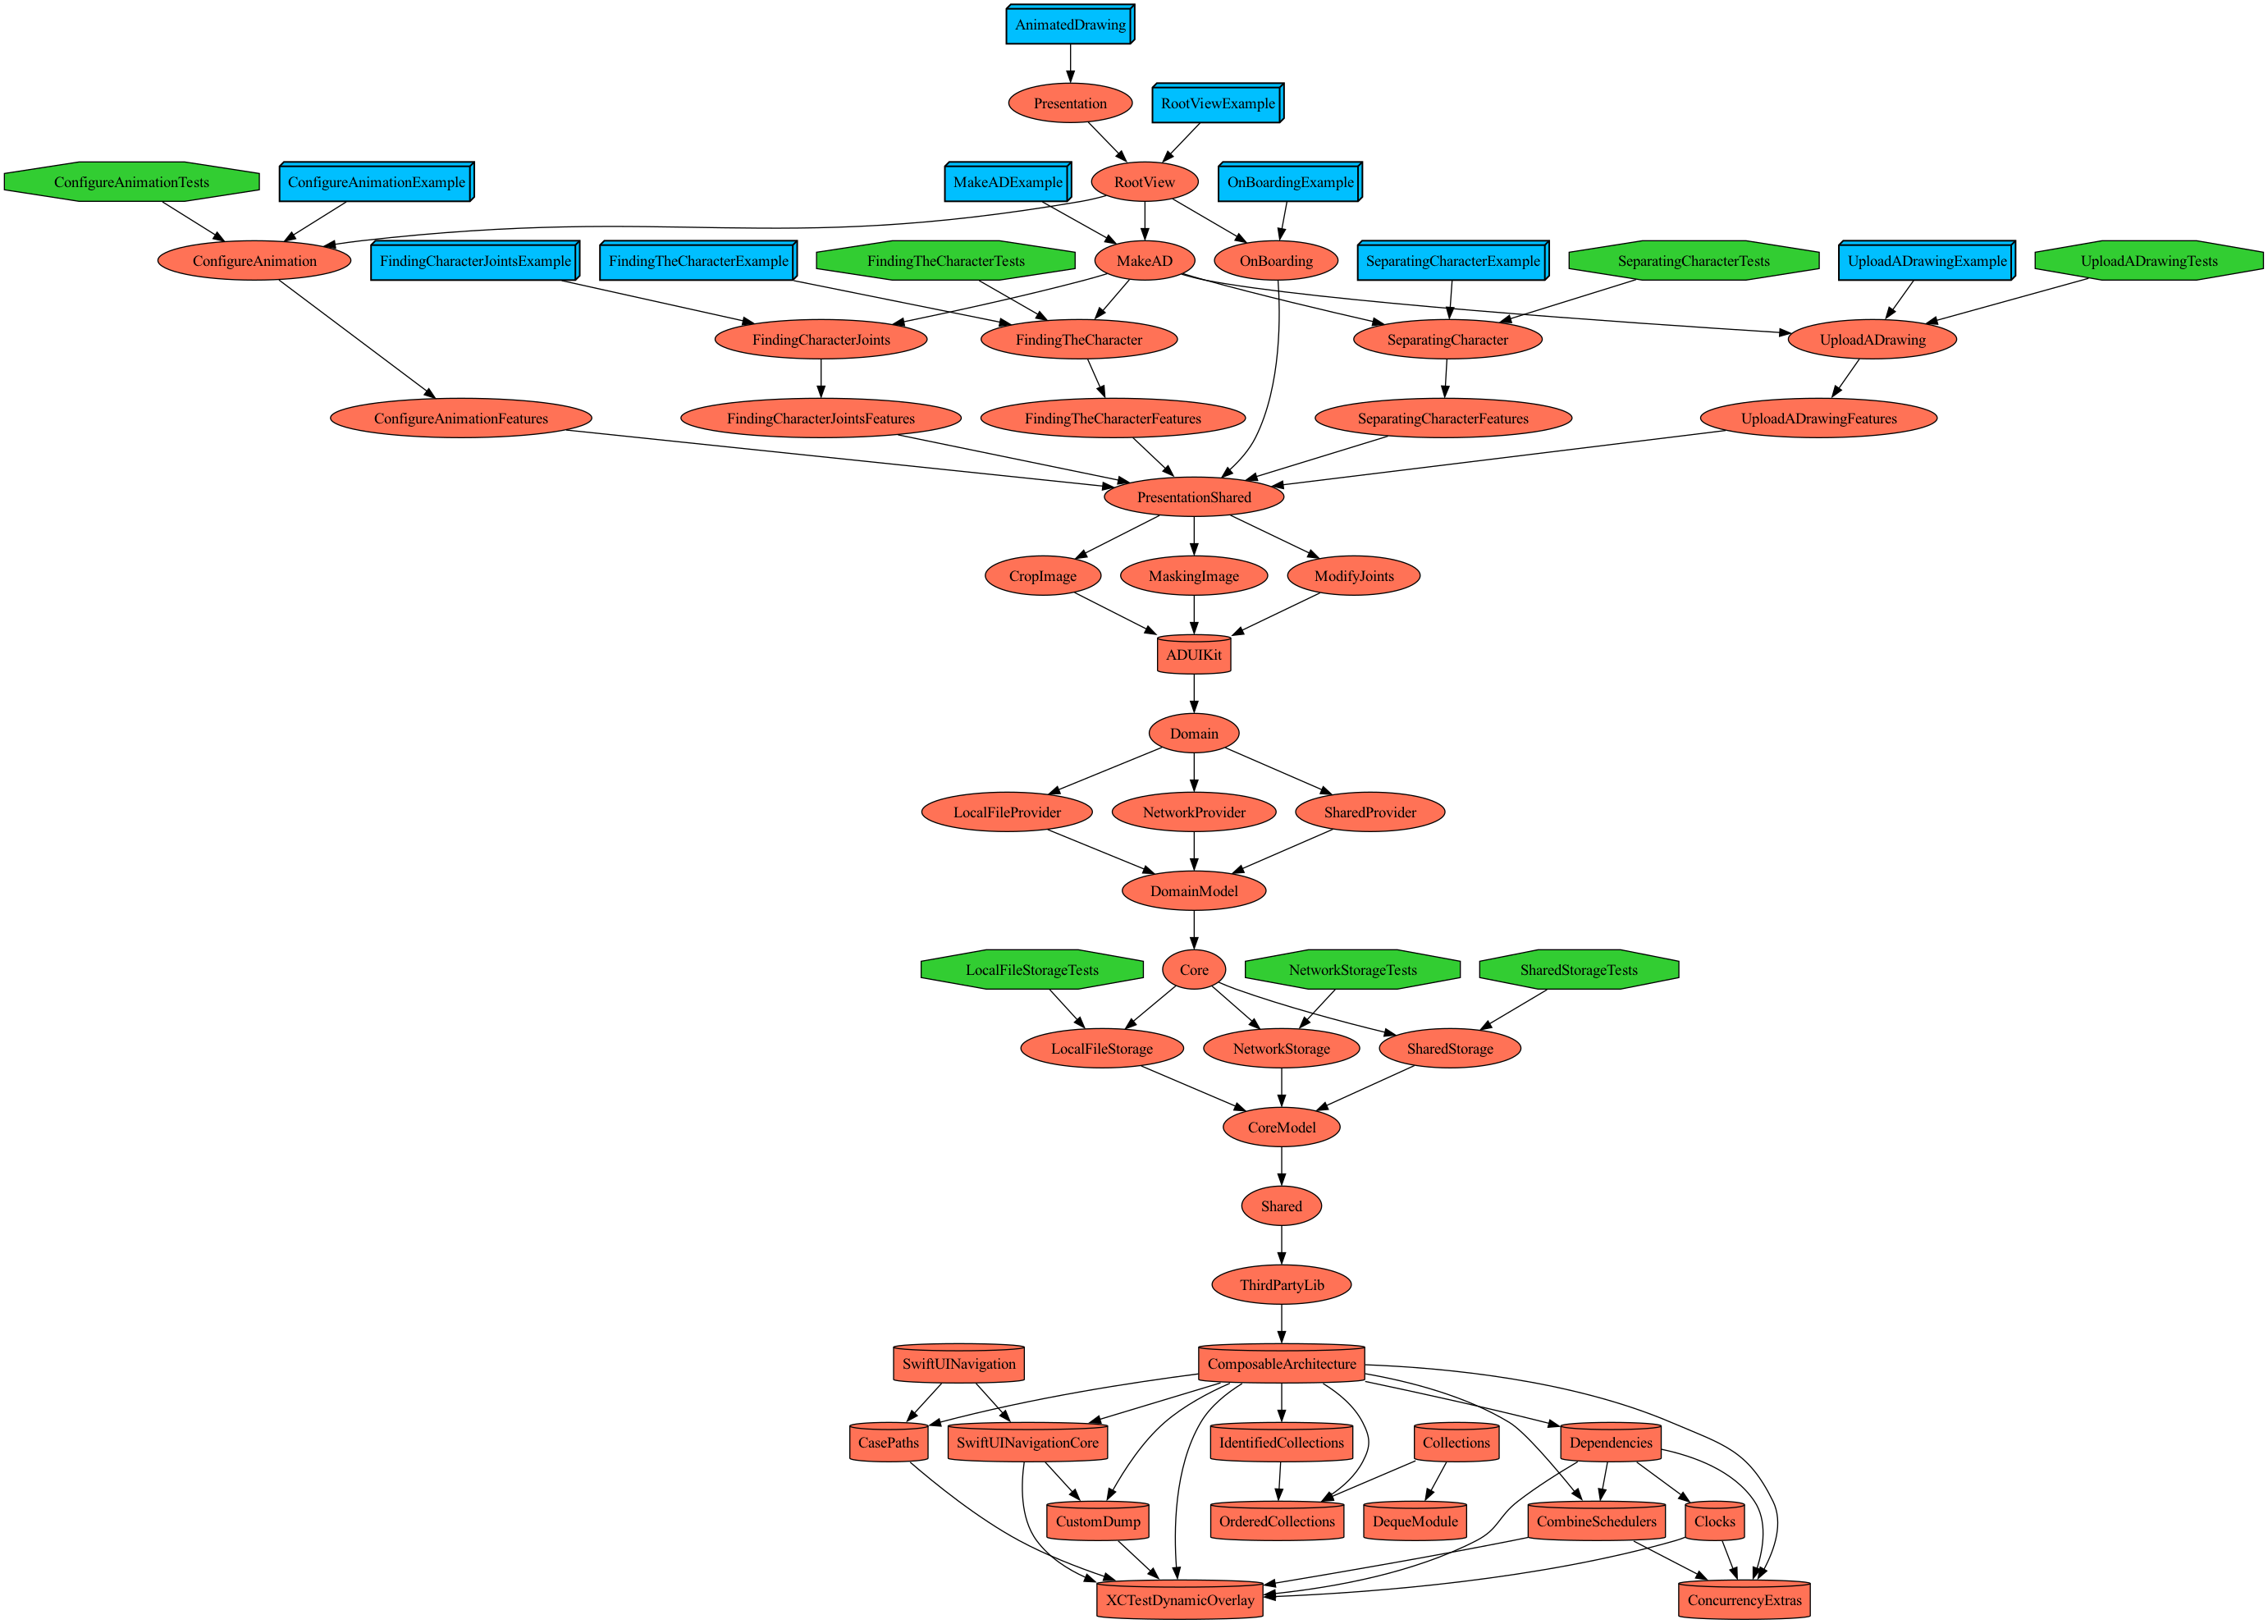 AnimatedDrawing
Presentation
RootViewExample
ConfigureAnimationTests
ConfigureAnimationExample
MakeADExample
RootView
OnBoardingExample
ConfigureAnimation
FindingCharacterJointsExample
FindingTheCharacterExample
FindingTheCharacterTests
MakeAD
OnBoarding
SeparatingCharacterExample
SeparatingCharacterTests
UploadADrawingExample
UploadADrawingTests
FindingCharacterJoints
FindingTheCharacter
SeparatingCharacter
UploadADrawing
ConfigureAnimationFeatures
FindingCharacterJointsFeatures
FindingTheCharacterFeatures
SeparatingCharacterFeatures
UploadADrawingFeatures
PresentationShared
CropImage
MaskingImage
ModifyJoints
ADUIKit
Domain
LocalFileProvider
NetworkProvider
SharedProvider
DomainModel
LocalFileStorageTests
Core
NetworkStorageTests
SharedStorageTests
LocalFileStorage
NetworkStorage
SharedStorage
CoreModel
Shared
ThirdPartyLib
SwiftUINavigation
ComposableArchitecture
CasePaths
SwiftUINavigationCore
IdentifiedCollections
Collections
Dependencies
CustomDump
OrderedCollections
DequeModule
CombineSchedulers
Clocks
XCTestDynamicOverlay
ConcurrencyExtras